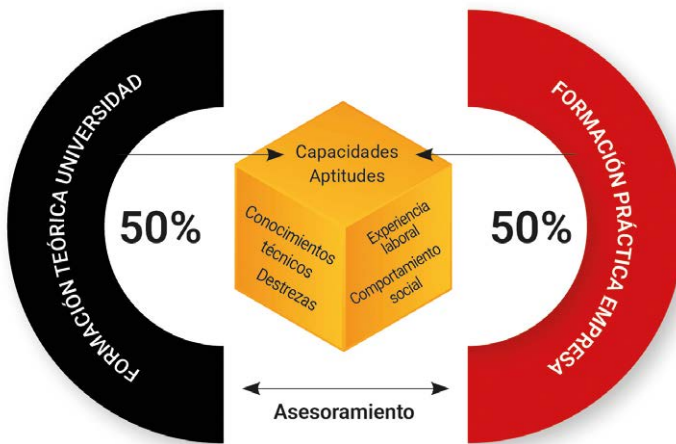 FORMACIÓN TEÓRICA UNIVERSIDAD
50%
Capacidades
Aptitudes
Conocimientos
técnicos
Destrezas
Experiencia
laboral
Comportamiento
social
50%
FORMACIÓN PRÁCTICA EMPRESA
Asesoramiento